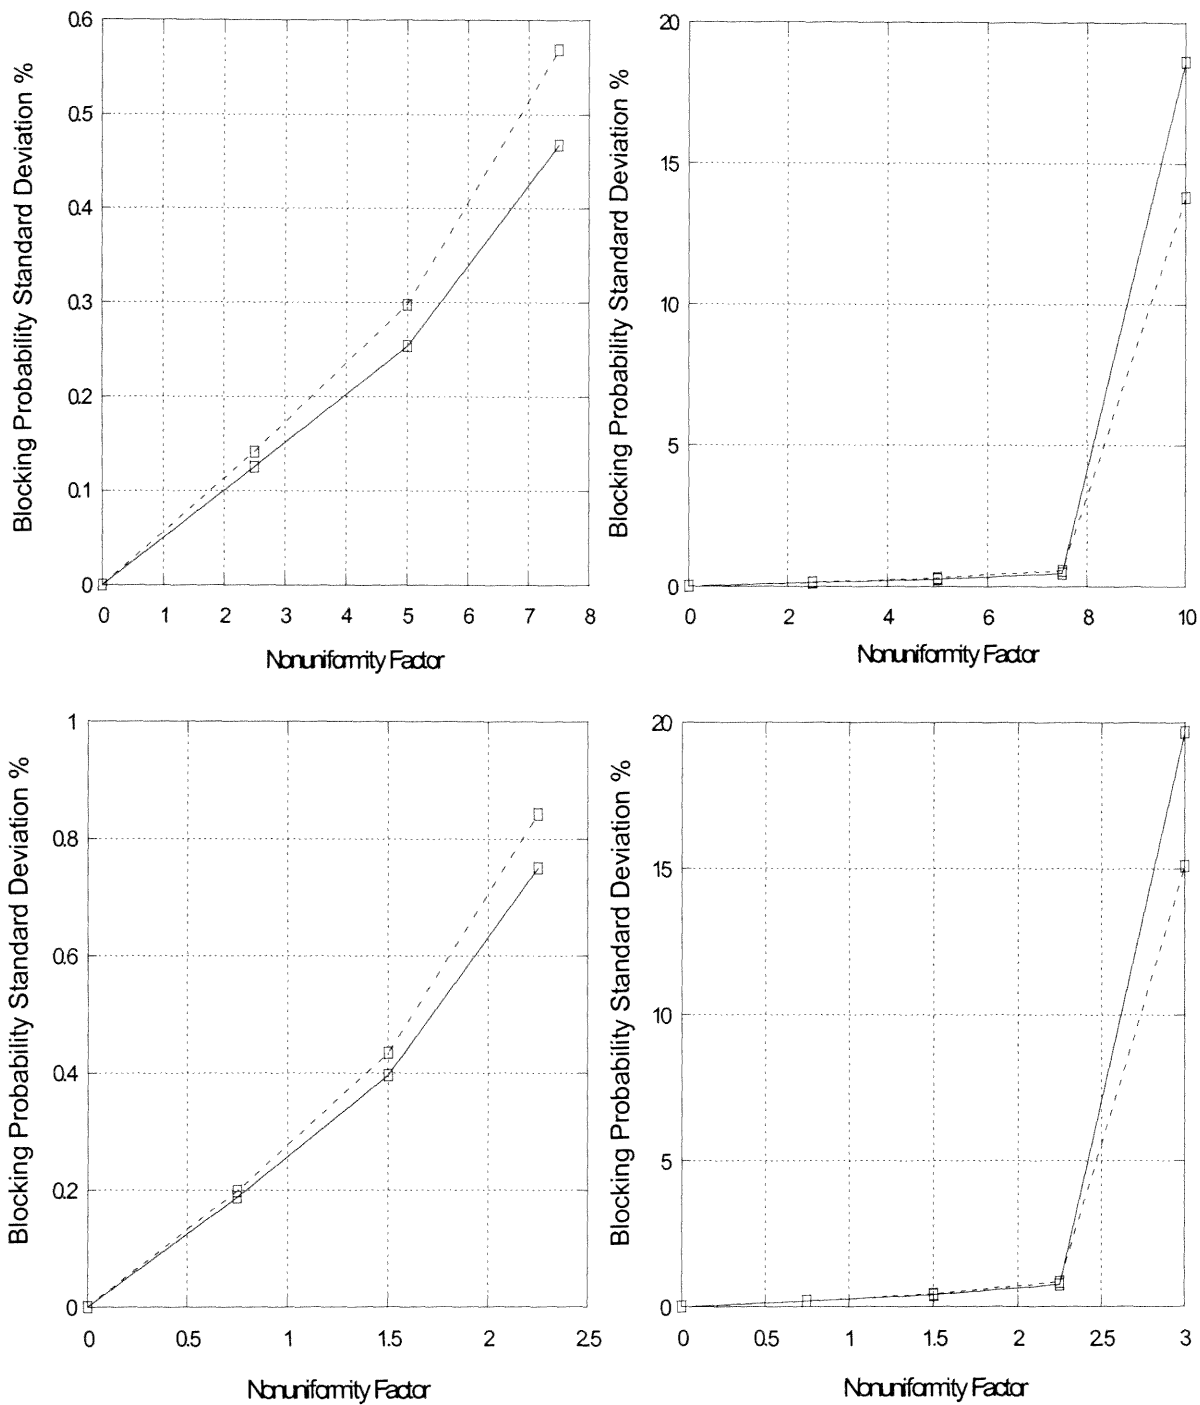 Blocking Probability Standard Deviation %
0.6
0.5
0.4
0.3
0.2
0.1
0
0 1 2 3 4 5 6 7 8
Nonuniformity Factor
Blocking Probability Standard Deviation %
20
15
10
5
0
0 2 4 6 8 10
Nonuniformity Factor
Blocking Probability Standard Deviation %
1
0.8
0.6
0.4
0.2
0
0 0.5 1 1.5 2 2.5
Nonuniformity Factor
Blocking Probability Standard Deviation %
20
15
10
5
0
0 0.5 1 1.5 2 2.5 3
Nonuniformity Factor